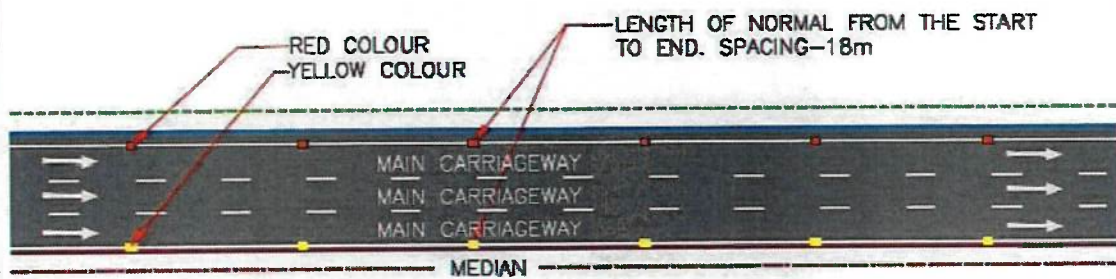 RED COLOUR
YELLOW COLOUR
LENGTH OF NORMAL FROM THE START
TO END. SPACING-18m
MAIN CARRIAGEWAY
MAIN CARRIAGEWAY
MAIN CARRIAGEWAY
MEDIAN